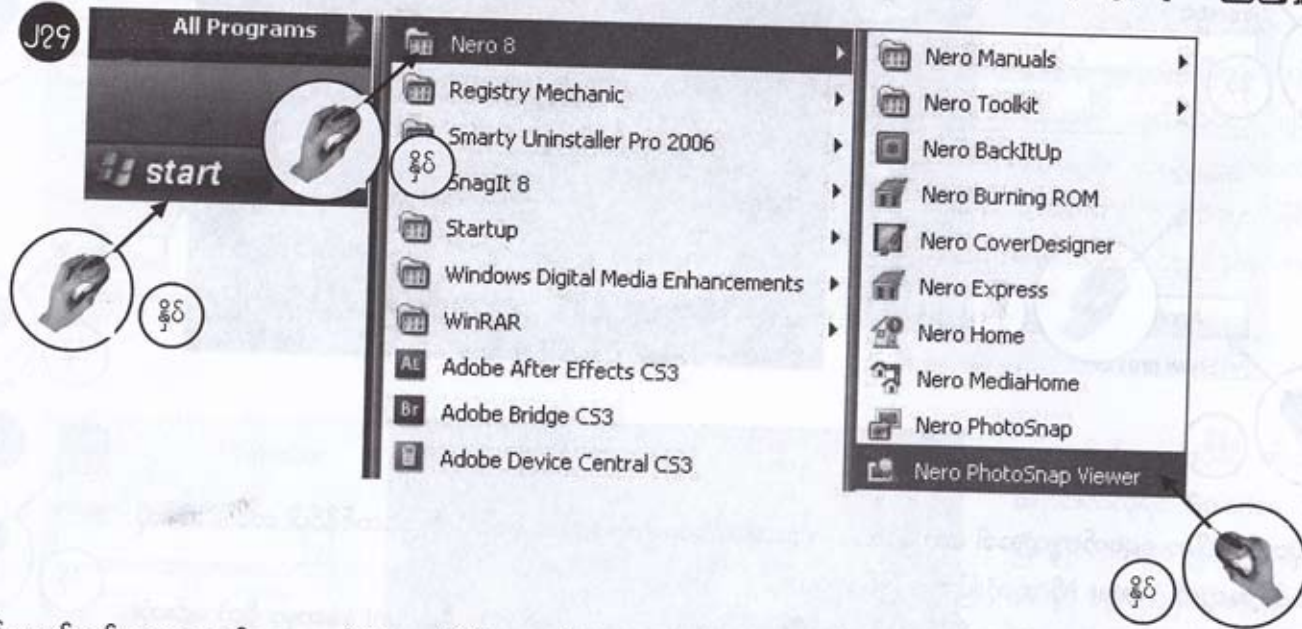 J29
All Programs
start
နှိပ်
Nero 8
Registry Mechanic
Smarty Uninstaller Pro 2006
SnagIt 8
Startup
Windows Digital Media Enhancements
WinRAR
Adobe After Effects CS3
Adobe Bridge CS3
Adobe Device Central CS3
နှိပ်
Nero Manuals
Nero Toolkit
Nero BackItUp
Nero Burning ROM
Nero CoverDesigner
Nero Express
Nero Home
Nero MediaHome
Nero PhotoSnap
Nero PhotoSnap Viewer
နှိပ်